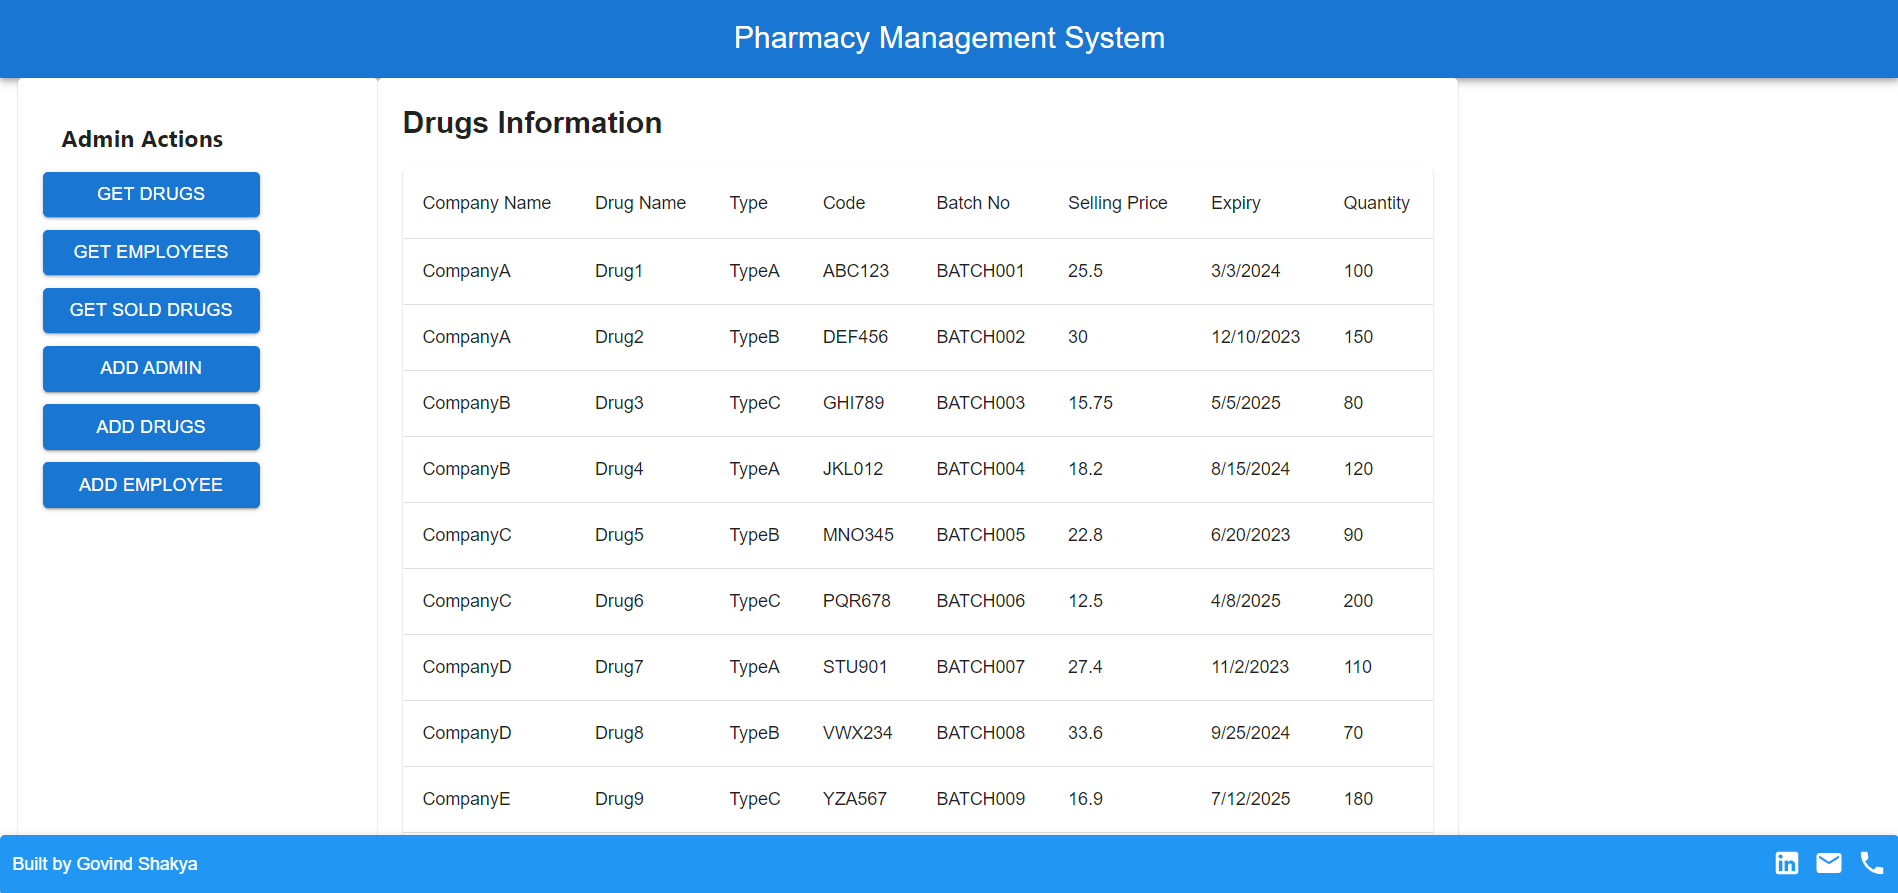 Pharmacy Management System
Admin Actions
GET DRUGS
GET EMPLOYEES
GET SOLD DRUGS
ADD ADMIN
ADD DRUGS
ADD EMPLOYEE
Drugs Information
Company Name Drug Name Type Code Batch No Selling Price Expiry Quantity
CompanyA Drug1 TypeA ABC123 BATCH001 25.5 3/3/2024 100
CompanyA Drug2 TypeB DEF456 BATCH002 30 12/10/2023 150
CompanyB Drug3 TypeC GHI789 BATCH003 15.75 5/5/2025 80
CompanyB Drug4 TypeA JKL012 BATCH004 18.2 8/15/2024 120
CompanyC Drug5 TypeB MNO345 BATCH005 22.8 6/20/2023 90
CompanyC Drug6 TypeC PQR678 BATCH006 12.5 4/8/2025 200
CompanyD Drug7 TypeA STU901 BATCH007 27.4 11/2/2023 110
CompanyD Drug8 TypeB VWX234 BATCH008 33.6 9/25/2024 70
CompanyE Drug9 TypeC YZA567 BATCH009 16.9 7/12/2025 180
Built by Govind Shakya
in